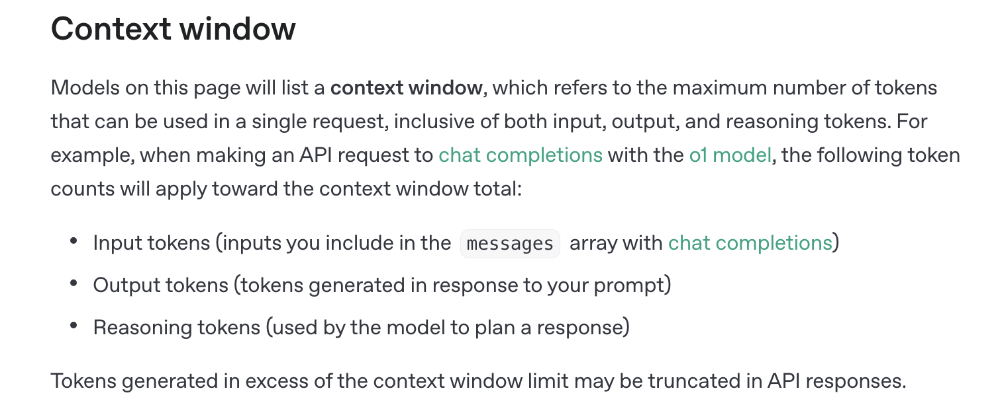 Context window
Models on this page will list a context window, which refers to the maximum number of tokens
that can be used in a single request, inclusive of both input, output, and reasoning tokens. For
example, when making an API request to chat completions with the o1 model, the following token
counts will apply toward the context window total:
• Input tokens (inputs you include in the messages array with chat completions)
• Output tokens (tokens generated in response to your prompt)
• Reasoning tokens (used by the model to plan a response)
Tokens generated in excess of the context window limit may be truncated in API responses.